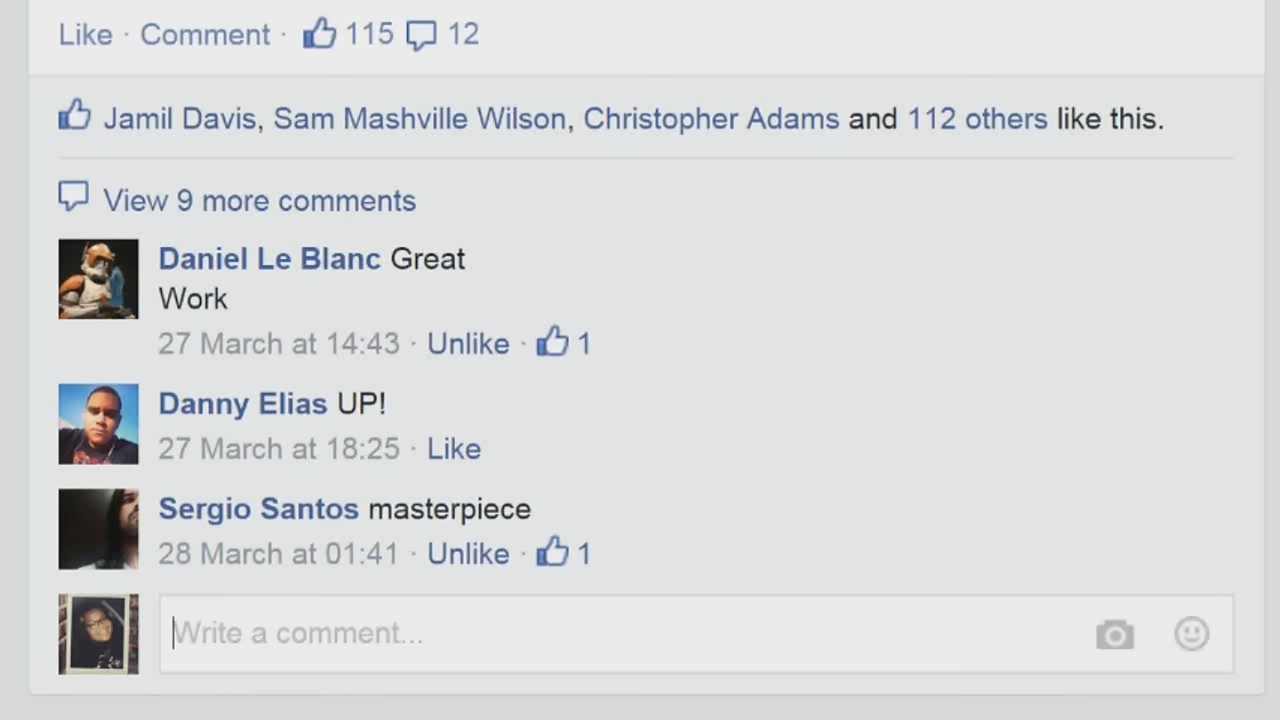 Like · Comment · 115 12
Jamil Davis, Sam Mashville Wilson, Christopher Adams and 112 others like this.
View 9 more comments
Daniel Le Blanc Great
Work
27 March at 14:43 · Unlike · 1
Danny Elias UP!
27 March at 18:25 · Like
Sergio Santos masterpiece
28 March at 01:41 · Unlike · 1
Write a comment...